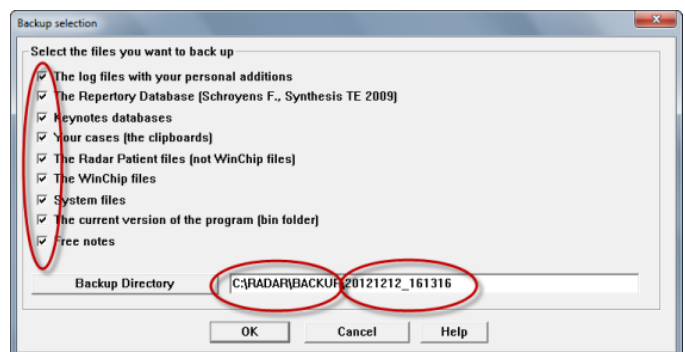 Backup selection
Select the files you want to back up
The log files with your personal additions
The Repertory Database (Schroyens F., Synthesis TE 2009)
Keynotes databases
Your cases (the clipboards)
The Radar Patient files (not WinChip files)
The WinChip files
System files
The current version of the program (bin folder)
Free notes
Backup Directory C:\RADAR\BACKUP\20121212_161316
OK Cancel Help